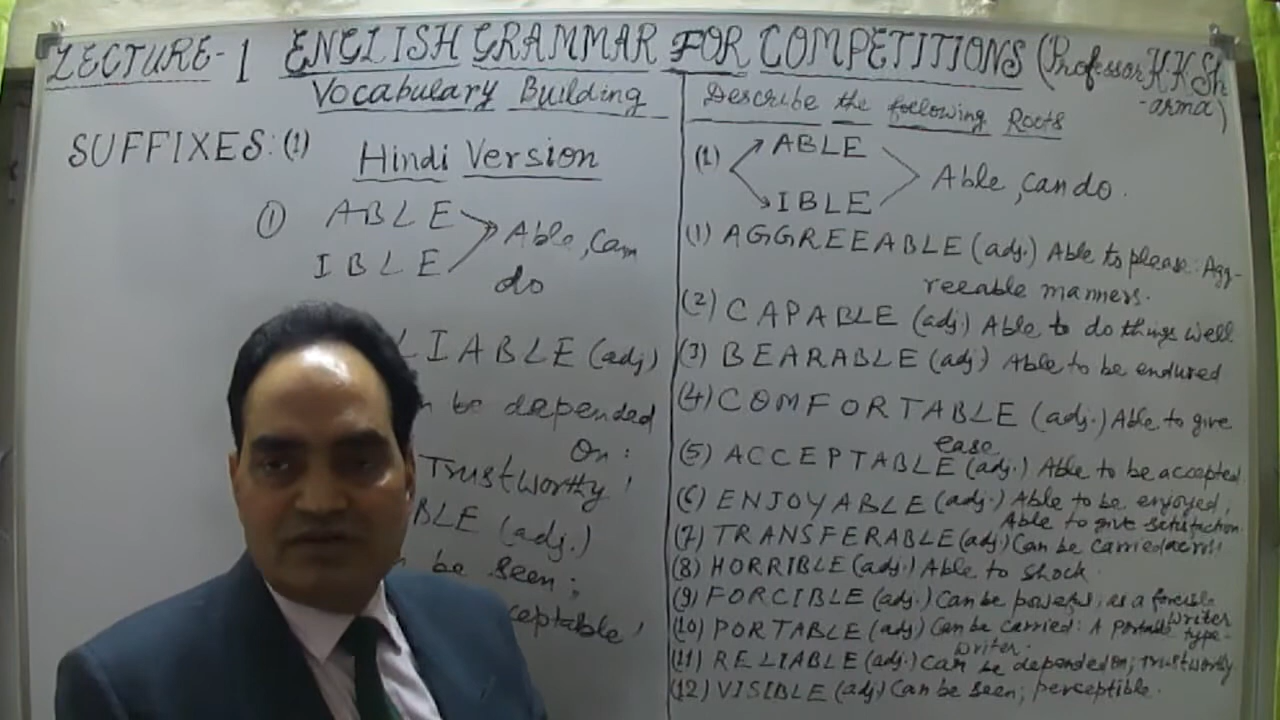 LECTURE-1 ENGLISH GRAMMAR FOR COMPETITIONS (Professor KKSh
-arma)
Vocabulary Building
SUFFIXES: (1)
Hindi Version
① ABLE
IBLE
Able, Can
do
LIABLE (adj)
n be depended
on:
Trustworthy'
BLE (adj.)
be seen;
ceptable'
Describe the following Roots
(1) ABLE
IBLE
Able, can do.
(1) AGGREEABLE (adj.) Able to please: Agg-
reeable manners.
(2) CAPABLE (adj.) Able to do things well
(3) BEARABLE (adj) Able to be endured
(4) COMFORTABLE (adj.) Able to give
ease
(5) ACCEPTABLE (adj.) Able to be accepted
(6) ENJOYABLE (adj.) Able to be enjoyed,
Able to give satisfaction
(7) TRANSFERABLE (adj) Can be carried across
(8) HORRIBLE (adj.) Able to shock.
(9) FORCIBLE (adj.) Can be powerful, as a forcible
writer
(10) PORTABLE (adj) Can be carried: A portable type-
writer.
(11) RELIABLE (adj.) Can be depended on; trustworthy
(12) VISIBLE (adj) Can be seen; perceptible.